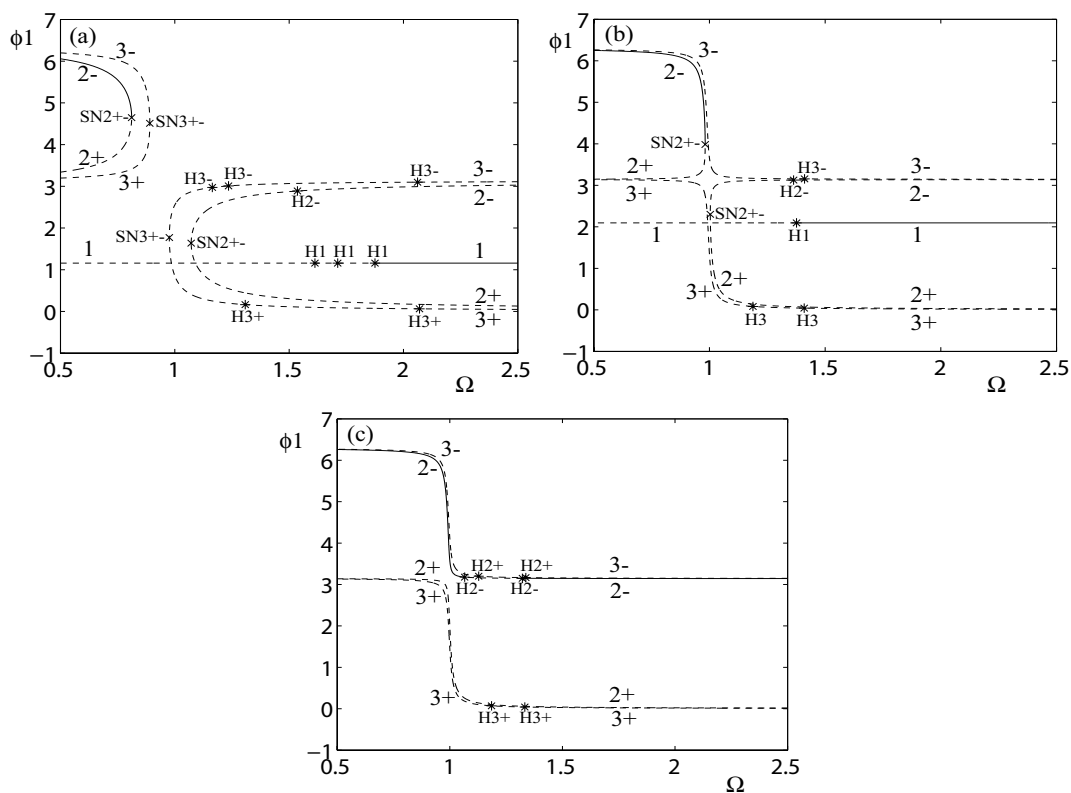 (a)
φ1
7
6
5
4
3
2
1
0
−1
3-
2-
SN2+-
SN3+-
2+
3+
H3-
H3-
H3-
3-
H2-
2-
SN3+-
SN2+-
1
H1
H1
H1
1
2+
H3+
H3+
3+
0.5
1
1.5
2
2.5
Ω
(b)
φ1
7
6
5
4
3
2
1
0
−1
3-
2-
SN2+-
2+
3+
H3-
3-
H2-
2-
SN2+-
1
H1
1
3+
2+
2+
H3
H3
3+
0.5
1
1.5
2
2.5
Ω
(c)
φ1
7
6
5
4
3
2
1
0
−1
3-
2-
2+
3+
H2+
H2+
3-
H2-
H2-
2-
3+
2+
H3+
H3+
3+
0.5
1
1.5
2
2.5
Ω